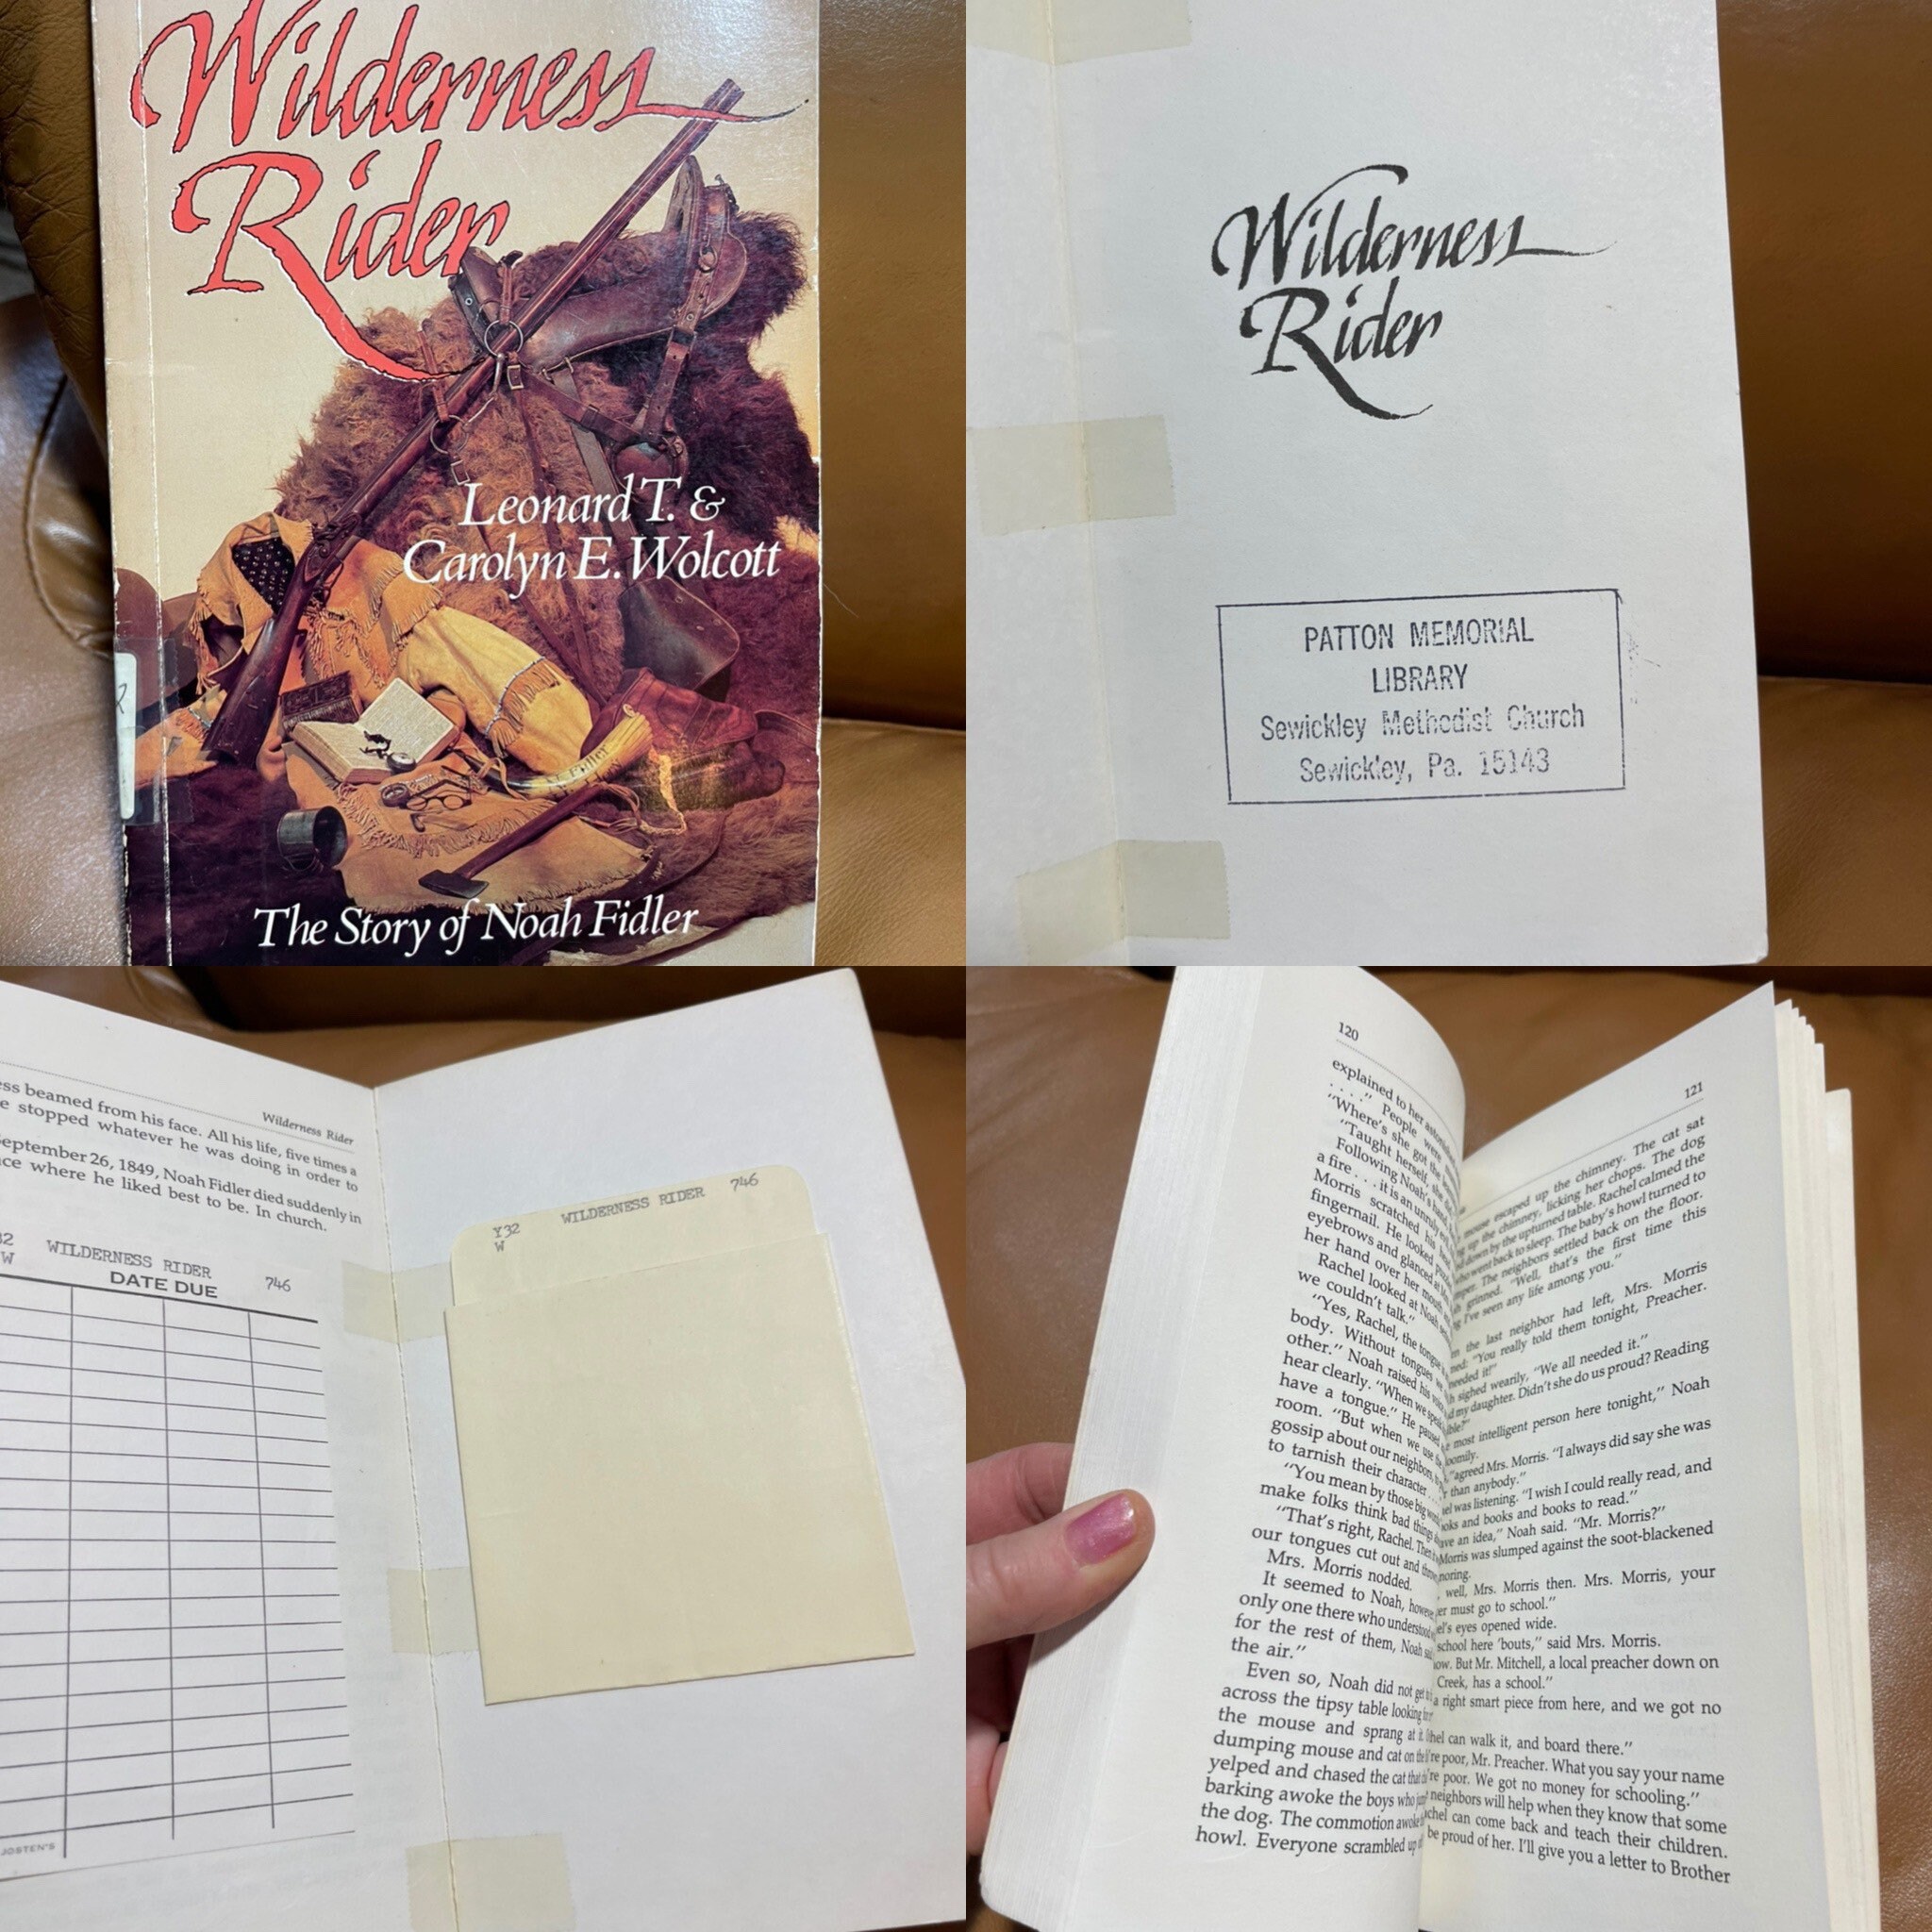 Wilderness
Rider
Leonard T. &
Carolyn E. Wolcott
The Story of Noah Fidler
Wilderness
Rider
PATTON MEMORIAL
LIBRARY
Sewickley Methodist Church
Sewickley, Pa. 15143
Wilderness Rider
beamed from his face. All his life, five times a
stopped whatever he was doing in order to
September 26, 1849, Noah Fidler died suddenly in
where he liked best to be. In church.
W WILDERNESS RIDER 746
DATE DUE
JOSTEN'S
Y32 WILDERNESS RIDER 746
W
120
explained to her
. . . ." People were
"Where's she got the
"Taught herself, she
Following Noah's hand,
a fire . . . it is an unruly
Morris scratched his
fingernail. He looked
eyebrows and glanced at
her hand over her mouth
Rachel looked at Noah
we couldn't talk."
"Yes, Rachel, the tongue
body. Without tongues we
other." Noah raised his
hear clearly. "When we speak
have a tongue." He paused
room. "But when we use
gossip about our neighbors,
to tarnish their character
"You mean by those big words
make folks think bad things
"That's right, Rachel. Then
our tongues cut out and
Mrs. Morris nodded.
It seemed to Noah, however,
only one there who understood
for the rest of them, Noah
the air."
Even so, Noah did not get
across the tipsy table looking for
the mouse and sprang at it.
dumping mouse and cat on the
yelped and chased the cat that
barking awoke the boys who
the dog. The commotion awoke
howl. Everyone scrambled up
121
mouse escaped up the chimney. The cat sat
up the chimney, licking her chops. The dog
down by the upturned table. Rachel calmed the
who went back to sleep. The baby's howl turned to
The neighbors settled back on the floor.
grinned. "Well, that's the first time this
I've seen any life among you."
the last neighbor had left, Mrs. Morris
"You really told them tonight, Preacher.
needed it!"
sighed wearily, "We all needed it."
my daughter. Didn't she do us proud? Reading
most intelligent person here tonight," Noah
agreed Mrs. Morris. "I always did say she was
than anybody."
was listening. "I wish I could really read, and
books and books to read."
an idea," Noah said. "Mr. Morris?"
Morris was slumped against the soot-blackened
well, Mrs. Morris then. Mrs. Morris, your
must go to school."
eyes opened wide.
school here 'bouts," said Mrs. Morris.
But Mr. Mitchell, a local preacher down on
Creek, has a school."
a right smart piece from here, and we got no
can walk it, and board there."
poor, Mr. Preacher. What you say your name
poor. We got no money for schooling."
neighbors will help when they know that some
can come back and teach their children.
be proud of her. I'll give you a letter to Brother